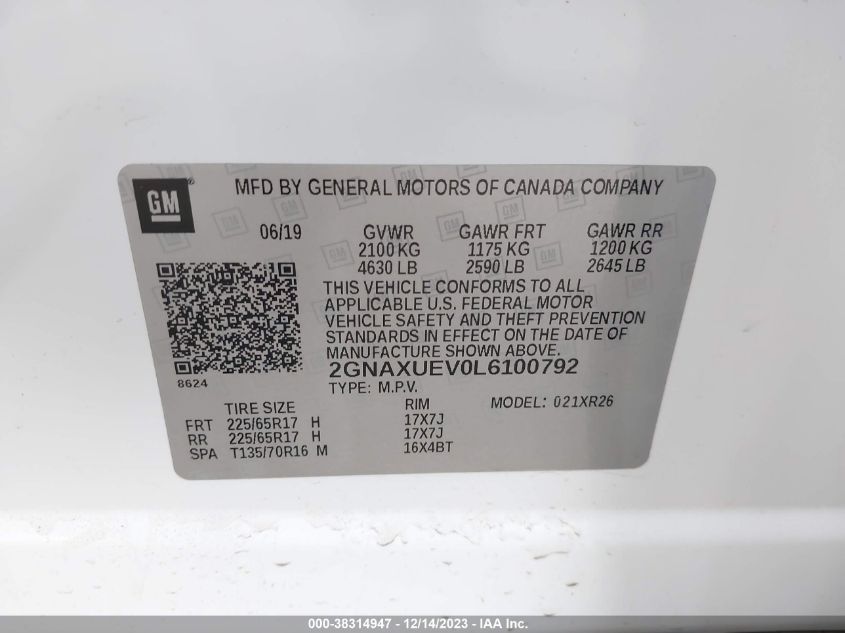 GM ®
MFD BY GENERAL MOTORS OF CANADA COMPANY
06/19 GVWR GAWR FRT GAWR RR
2100 KG 1175 KG 1200 KG
4630 LB 2590 LB 2645 LB
THIS VEHICLE CONFORMS TO ALL
APPLICABLE U.S. FEDERAL MOTOR
VEHICLE SAFETY AND THEFT PREVENTION
STANDARDS IN EFFECT ON THE DATE OF
MANUFACTURE SHOWN ABOVE.
8624
2GNAXUEV0L6100792
TYPE: M.P.V.
TIRE SIZE RIM MODEL: 021XR26
FRT 225/65R17 H 17X7J
RR 225/65R17 H 17X7J
SPA T135/70R16 M 16X4BT
000-38314947 - 12/14/2023 - IAA Inc.